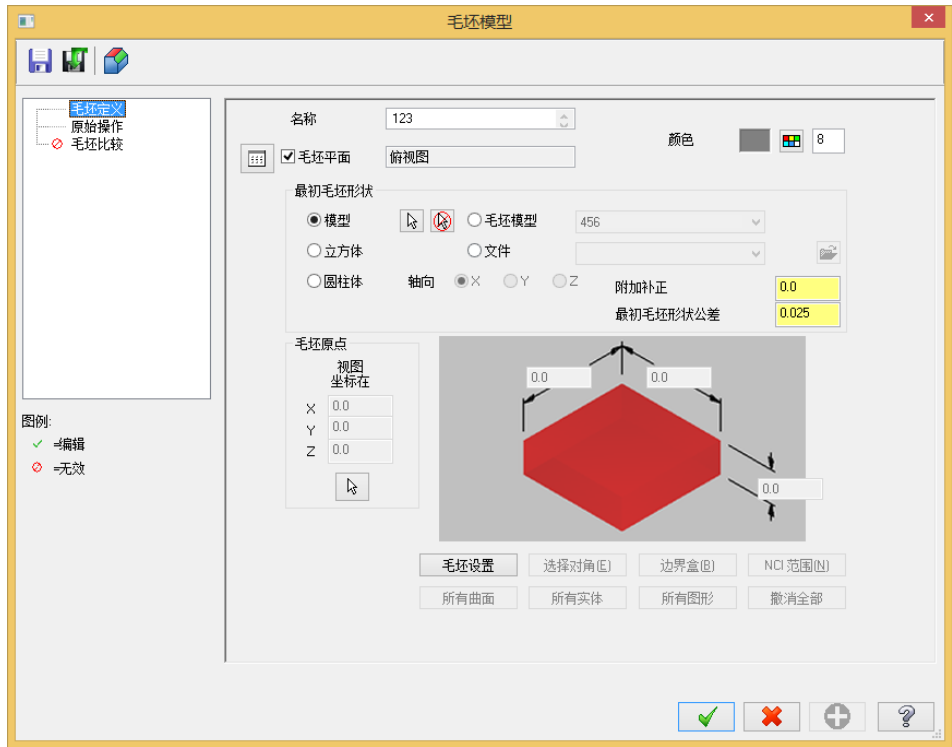 毛坯模型
毛坯定义
原始操作
毛坯比较
图例:
=编辑
=无效
名称 123
颜色 8
毛坯平面 俯视图
最初毛坯形状
模型 毛坯模型 456
立方体 文件
圆柱体 轴向 X Y Z
附加补正 0.0
最初毛坯形状公差 0.025
毛坯原点
视图
坐标在
X 0.0
Y 0.0
Z 0.0
0.0 0.0
0.0
毛坯设置 选择对角(E) 边界盒(B) NCI 范围(N)
所有曲面 所有实体 所有图形 撤消全部